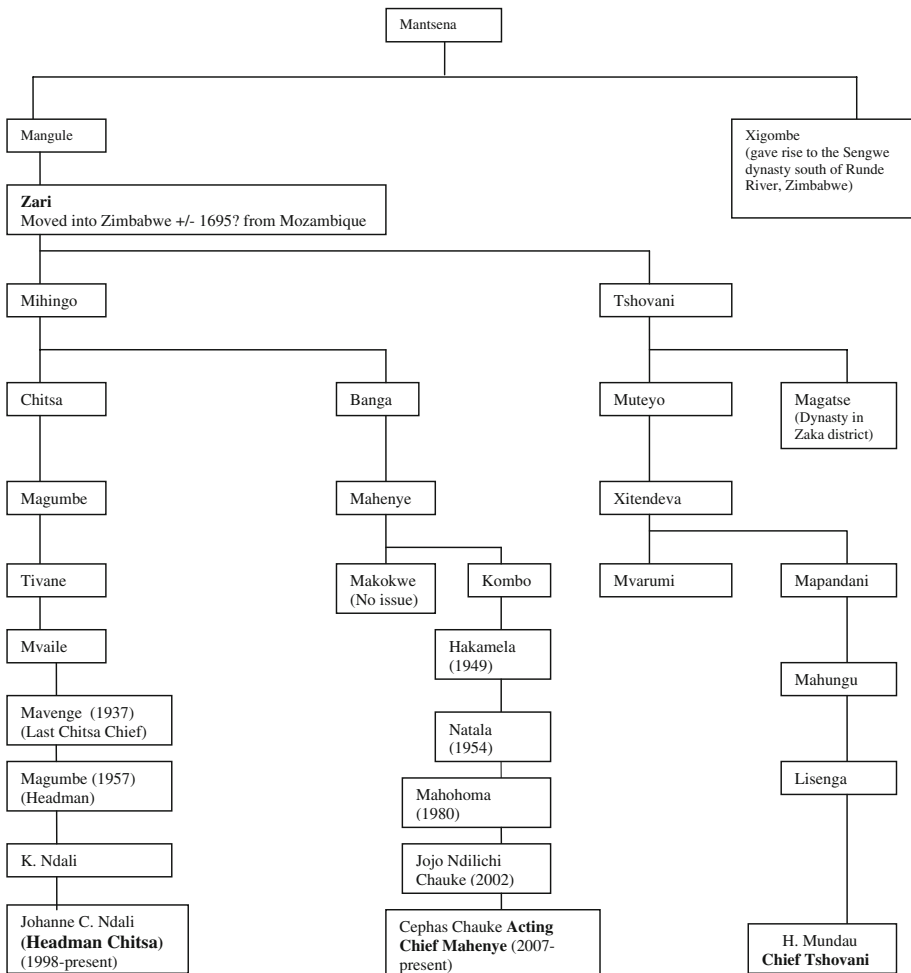 Mantsena
Mangule
Xigombe
(gave rise to the Sengwe
dynasty south of Runde
River, Zimbabwe)
Zari
Moved into Zimbabwe +/- 1695? from Mozambique
Mihingo
Tshovani
Chitsa
Banga
Muteyo
Magatse
(Dynasty in
Zaka district)
Magumbe
Mahenye
Xitendeva
Tivane
Makokwe
(No issue)
Kombo
Mvarumi
Mapandani
Mvaile
Hakamela
(1949)
Mahungu
Mavenge (1937)
(Last Chitsa Chief)
Natala
(1954)
Magumbe (1957)
(Headman)
Mahohoma
(1980)
Lisenga
K. Ndali
Jojo Ndilichi
Chauke (2002)
Johanne C. Ndali
(Headman Chitsa)
(1998-present)
Cephas Chauke Acting
Chief Mahenye (2007-
present)
H. Mundau
Chief Tshovani